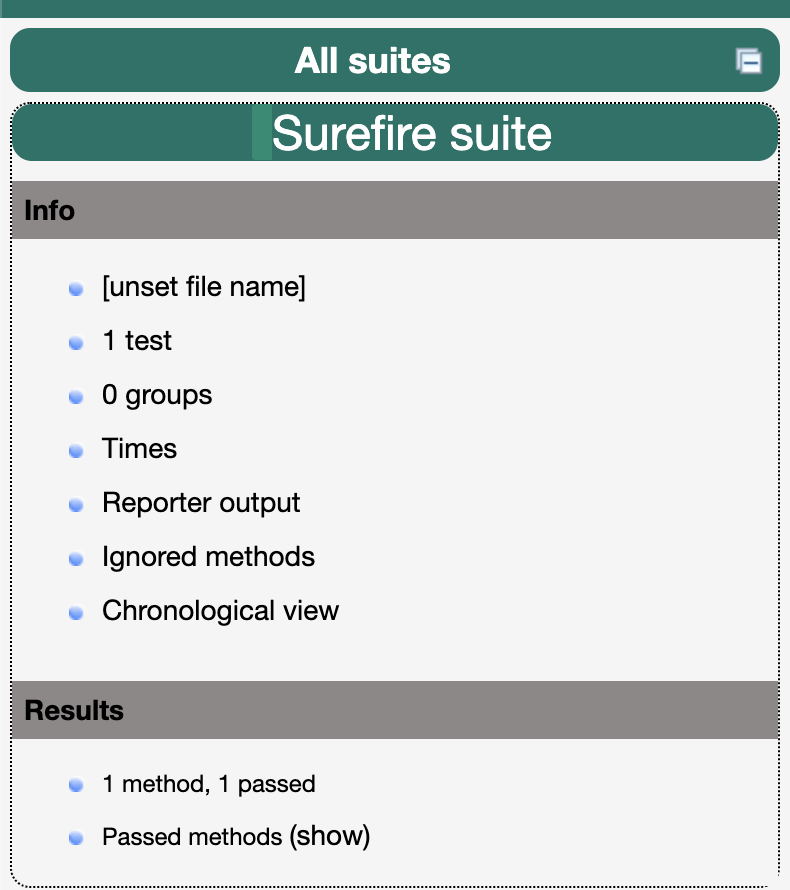 All suites
Surefire suite
Info
[unset file name]
1 test
0 groups
Times
Reporter output
Ignored methods
Chronological view
Results
1 method, 1 passed
Passed methods (show)